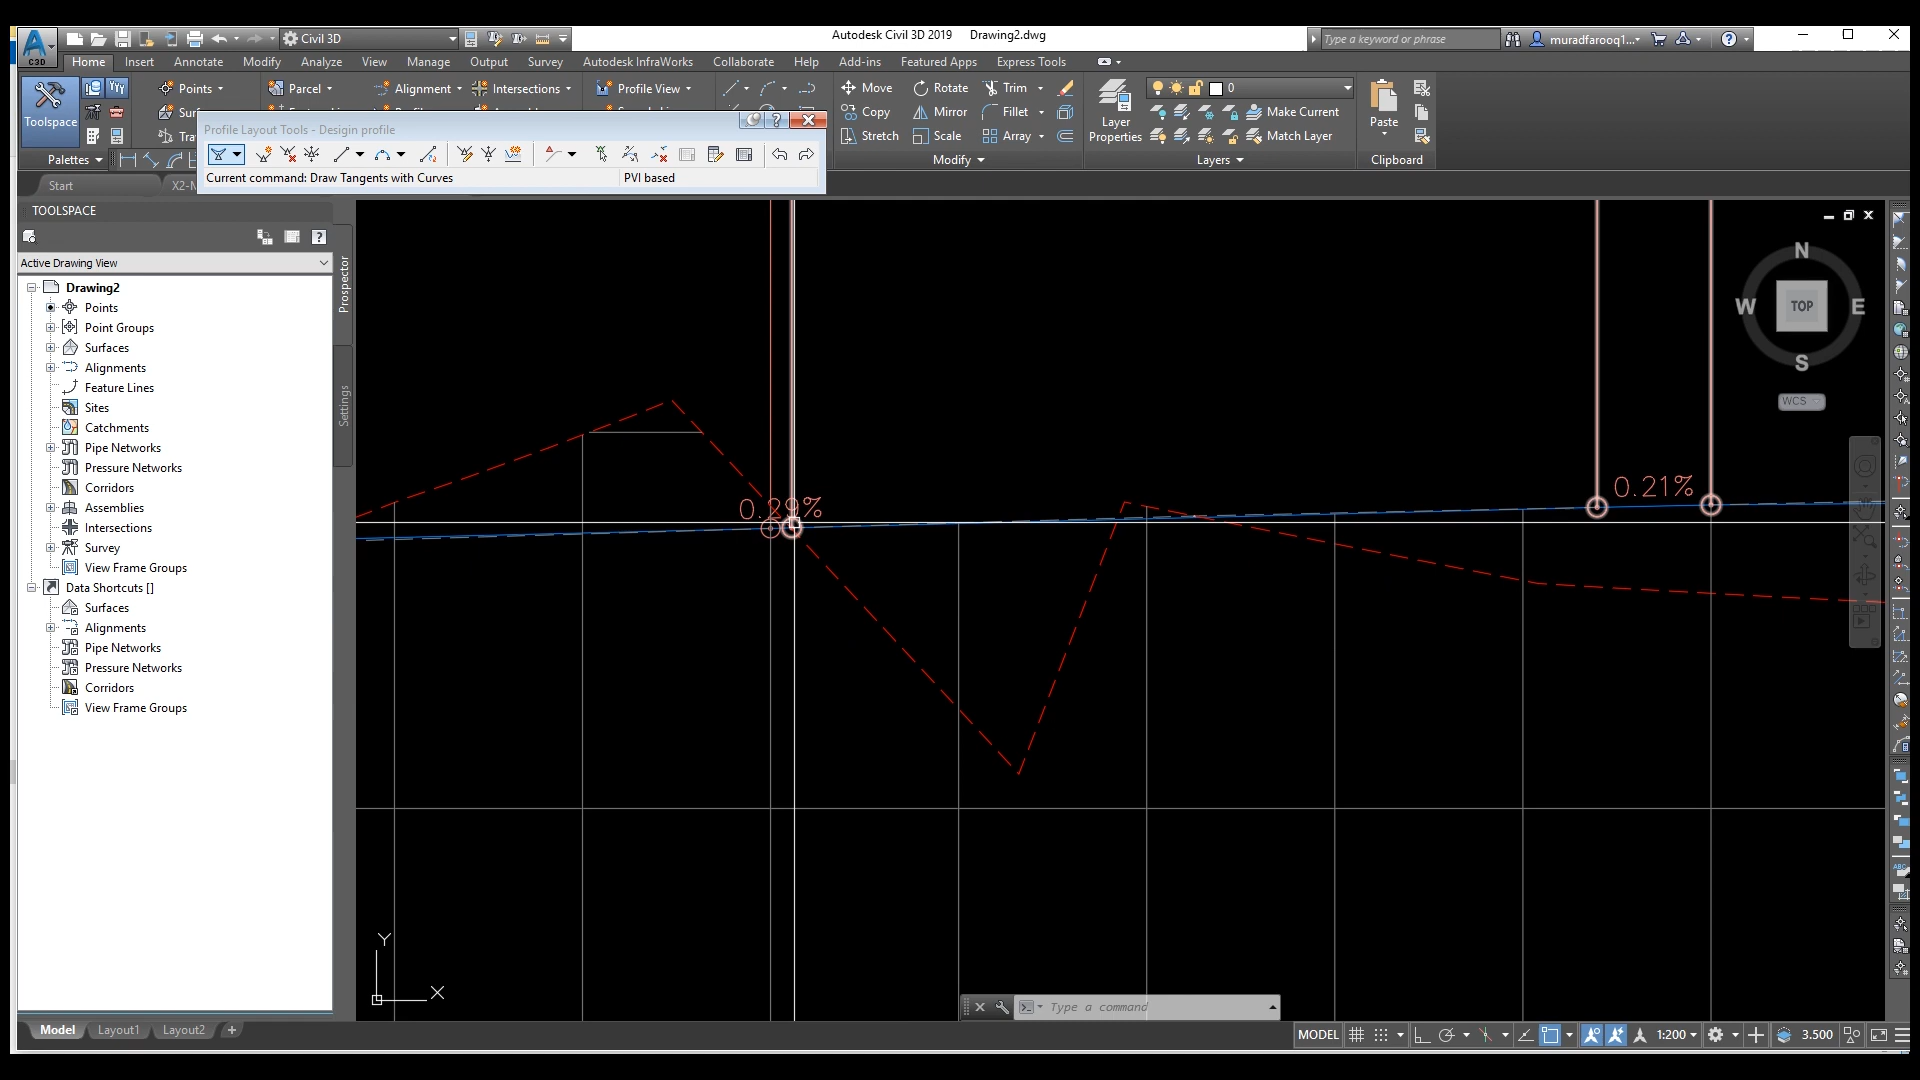 Civil 3D
Autodesk Civil 3D 2019 Drawing2.dwg
Type a keyword or phrase
muradfarooq1...
C3D
Home Insert Annotate Modify Analyze View Manage Output Survey Autodesk InfraWorks Collaborate Help Add-ins Featured Apps Express Tools
Toolspace
Points
Parcel
Alignment
Intersections
Profile View
Move Rotate Trim
Copy Mirror Fillet
Stretch Scale Array
Modify
Layer Properties
0
Make Current
Match Layer
Layers
Paste
Clipboard
Palettes
Profile Layout Tools - Desigin profile
Current command: Draw Tangents with Curves
PVI based
Start
TOOLSPACE
Active Drawing View
Drawing2
Points
Point Groups
Surfaces
Alignments
Feature Lines
Sites
Catchments
Pipe Networks
Pressure Networks
Corridors
Assemblies
Intersections
Survey
View Frame Groups
Data Shortcuts []
Surfaces
Alignments
Pipe Networks
Pressure Networks
Corridors
View Frame Groups
Prospector
Settings
N
W TOP E
S
WCS
0.21%
Y
X
Type a command
Model Layout1 Layout2 +
MODEL
1:200
3.500